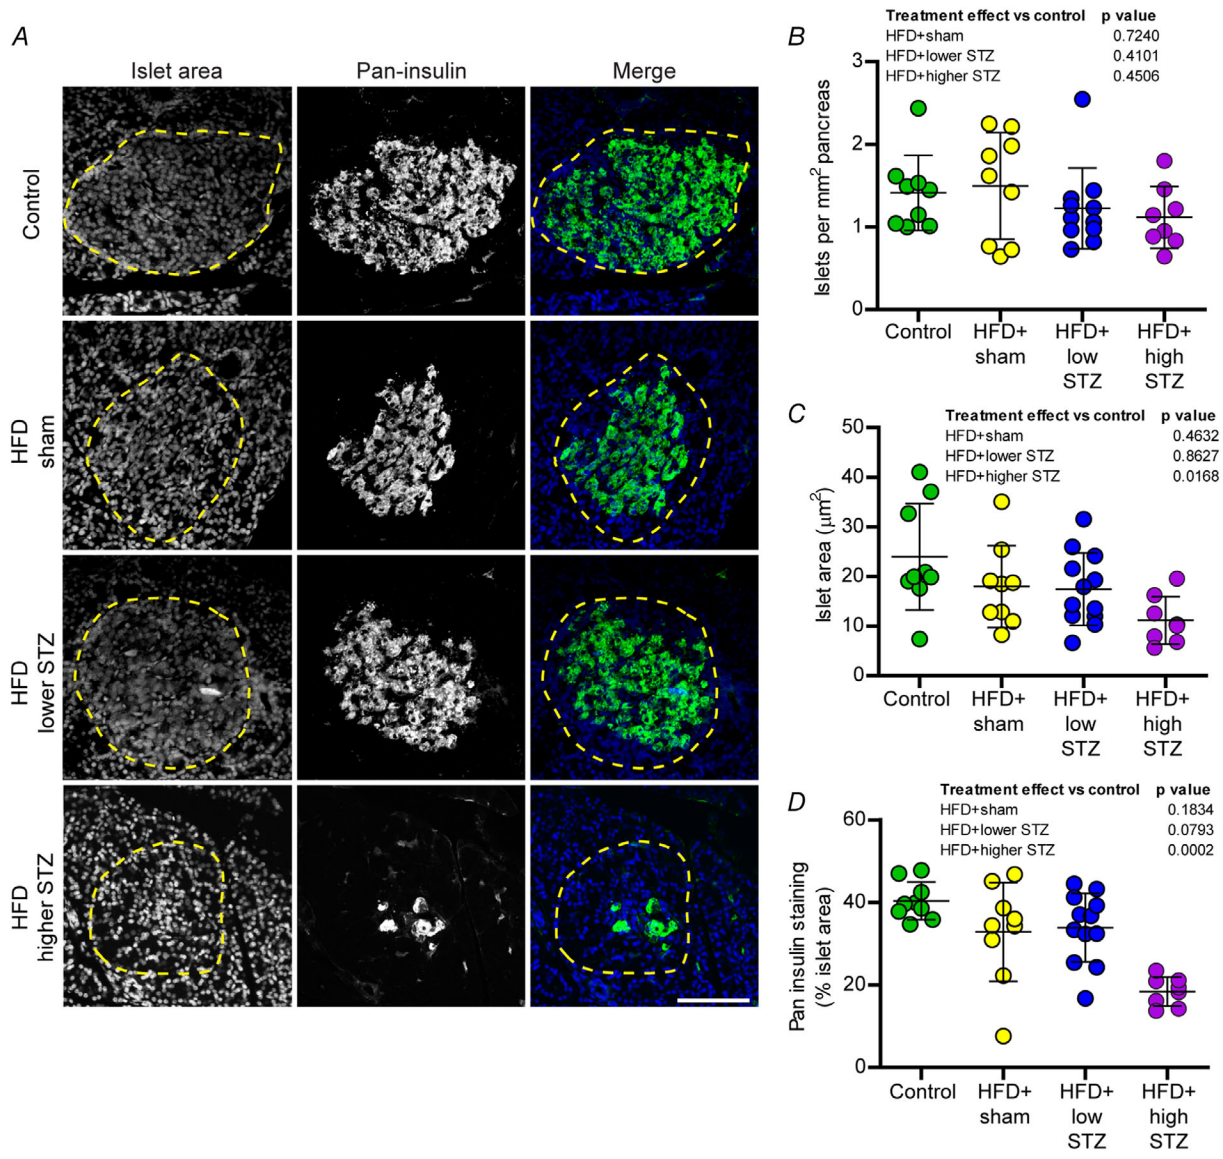 A
Islet area Pan-insulin Merge
Control
HFD
sham
HFD
lower STZ
HFD
higher STZ
B
Treatment effect vs control p value
HFD+sham 0.7240
HFD+lower STZ 0.4101
HFD+higher STZ 0.4506
Islets per mm² pancreas
3
2
1
0
Control HFD+ HFD+ HFD+
sham low high
STZ STZ
C
Treatment effect vs control p value
HFD+sham 0.4632
HFD+lower STZ 0.8627
HFD+higher STZ 0.0168
Islet area (μm²)
50
40
30
20
10
0
Control HFD+ HFD+ HFD+
sham low high
STZ STZ
D
Treatment effect vs control p value
HFD+sham 0.1834
HFD+lower STZ 0.0793
HFD+higher STZ 0.0002
Pan insulin staining
(% islet area)
60
40
20
0
Control HFD+ HFD+ HFD+
sham low high
STZ STZ